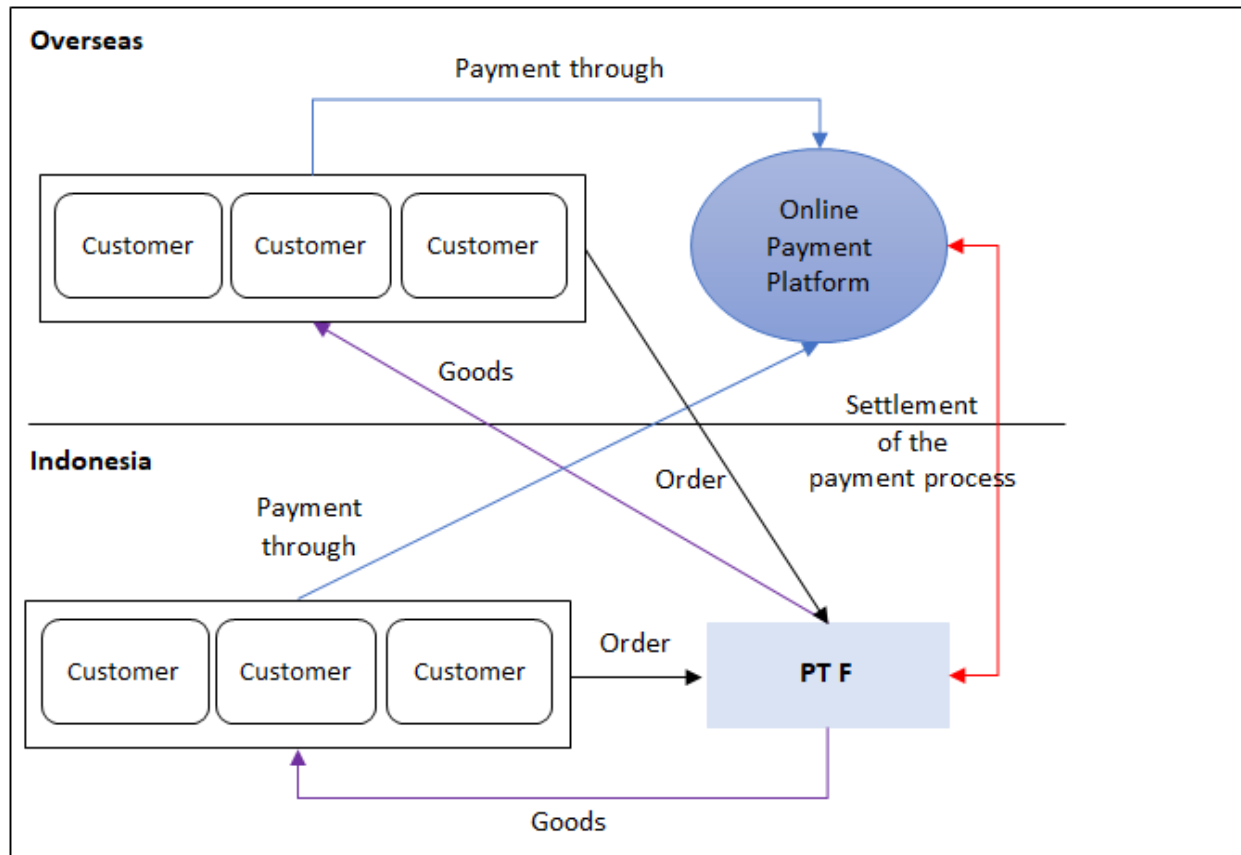 Overseas
Payment through
Customer
Customer
Customer
Online
Payment
Platform
Goods
Settlement
of the
payment process
Indonesia
Order
Payment
through
Customer
Customer
Customer
Order
PT F
Goods